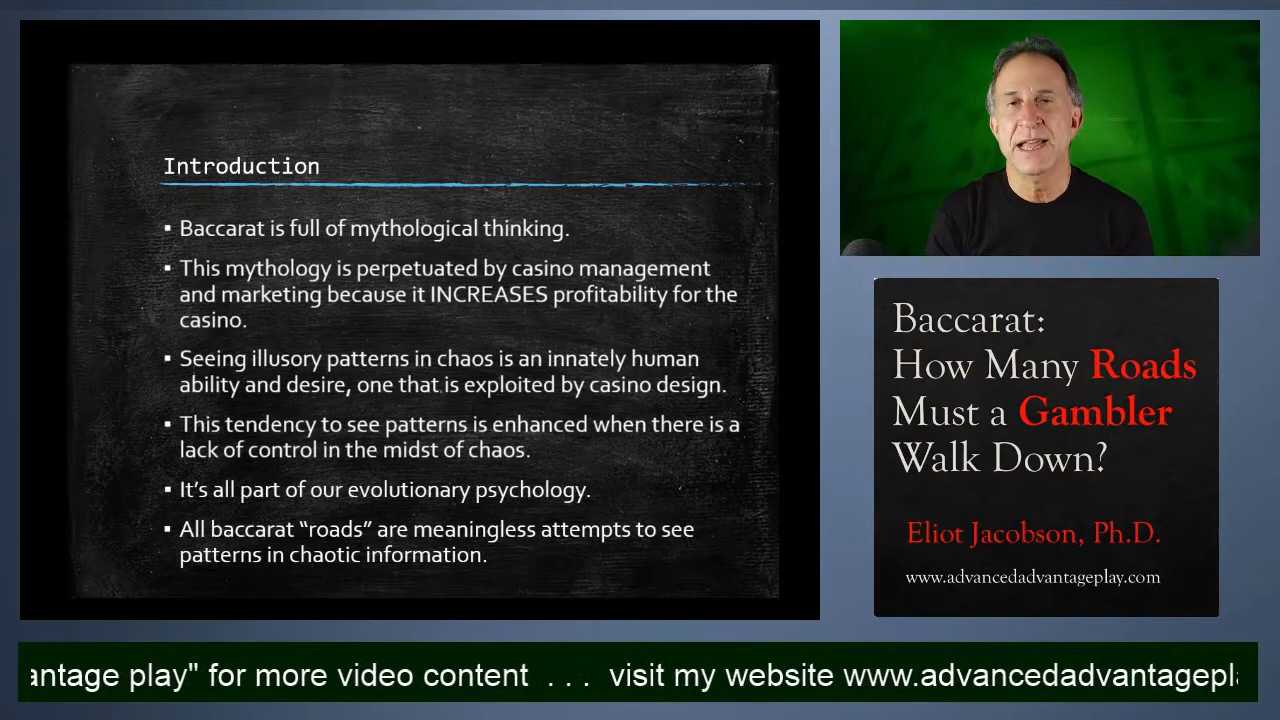 Introduction
▪ Baccarat is full of mythological thinking.
▪ This mythology is perpetuated by casino management
and marketing because it INCREASES profitability for the
casino.
▪ Seeing illusory patterns in chaos is an innately human
ability and desire, one that is exploited by casino design.
▪ This tendency to see patterns is enhanced when there is a
lack of control in the midst of chaos.
▪ It's all part of our evolutionary psychology.
▪ All baccarat “roads” are meaningless attempts to see
patterns in chaotic information.
Baccarat:
How Many Roads
Must a Gambler
Walk Down?
Eliot Jacobson, Ph.D.
www.advancedadvantageplay.com
antage play" for more video content . . . visit my website www.advancedadvantagepl